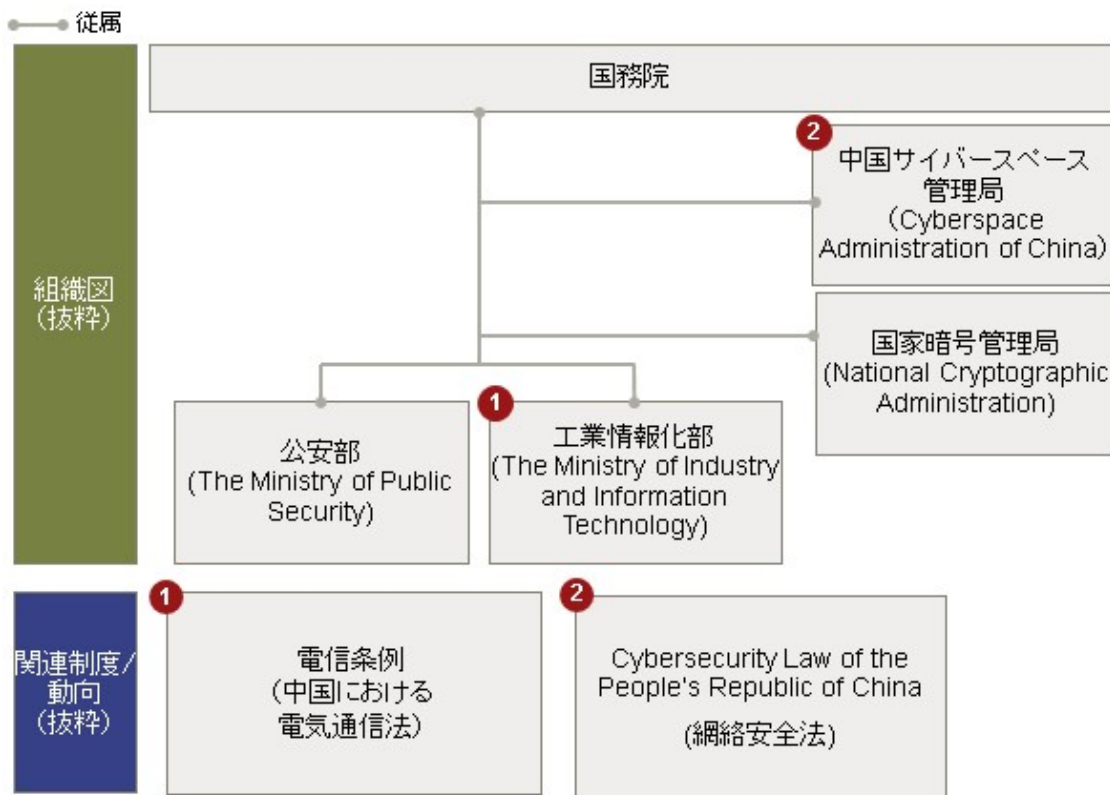 従属
国務院
2
中国サイバースペース
管理局
(Cyberspace
Administration of China)
組織図
(抜粋)
国家暗号管理局
(National Cryptographic
Administration)
公安部
(The Ministry of Public
Security)
1
工業情報化部
(The Ministry of Industry
and Information
Technology)
関連制度/
動向
(抜粋)
1
電信条例
(中国における
電気通信法)
2
Cybersecurity Law of the
People's Republic of China
(網絡安全法)